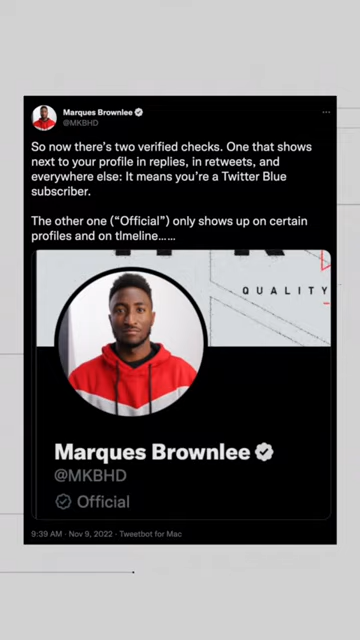 Marques Brownlee
@MKBHD
So now there's two verified checks. One that shows
next to your profile in replies, in retweets, and
everywhere else: It means you're a Twitter Blue
subscriber.
The other one (“Official”) only shows up on certain
profiles and on tlmeline……
QUALITY
Marques Brownlee
@MKBHD
Official
9:39 AM · Nov 9, 2022 · Tweetbot for Mac